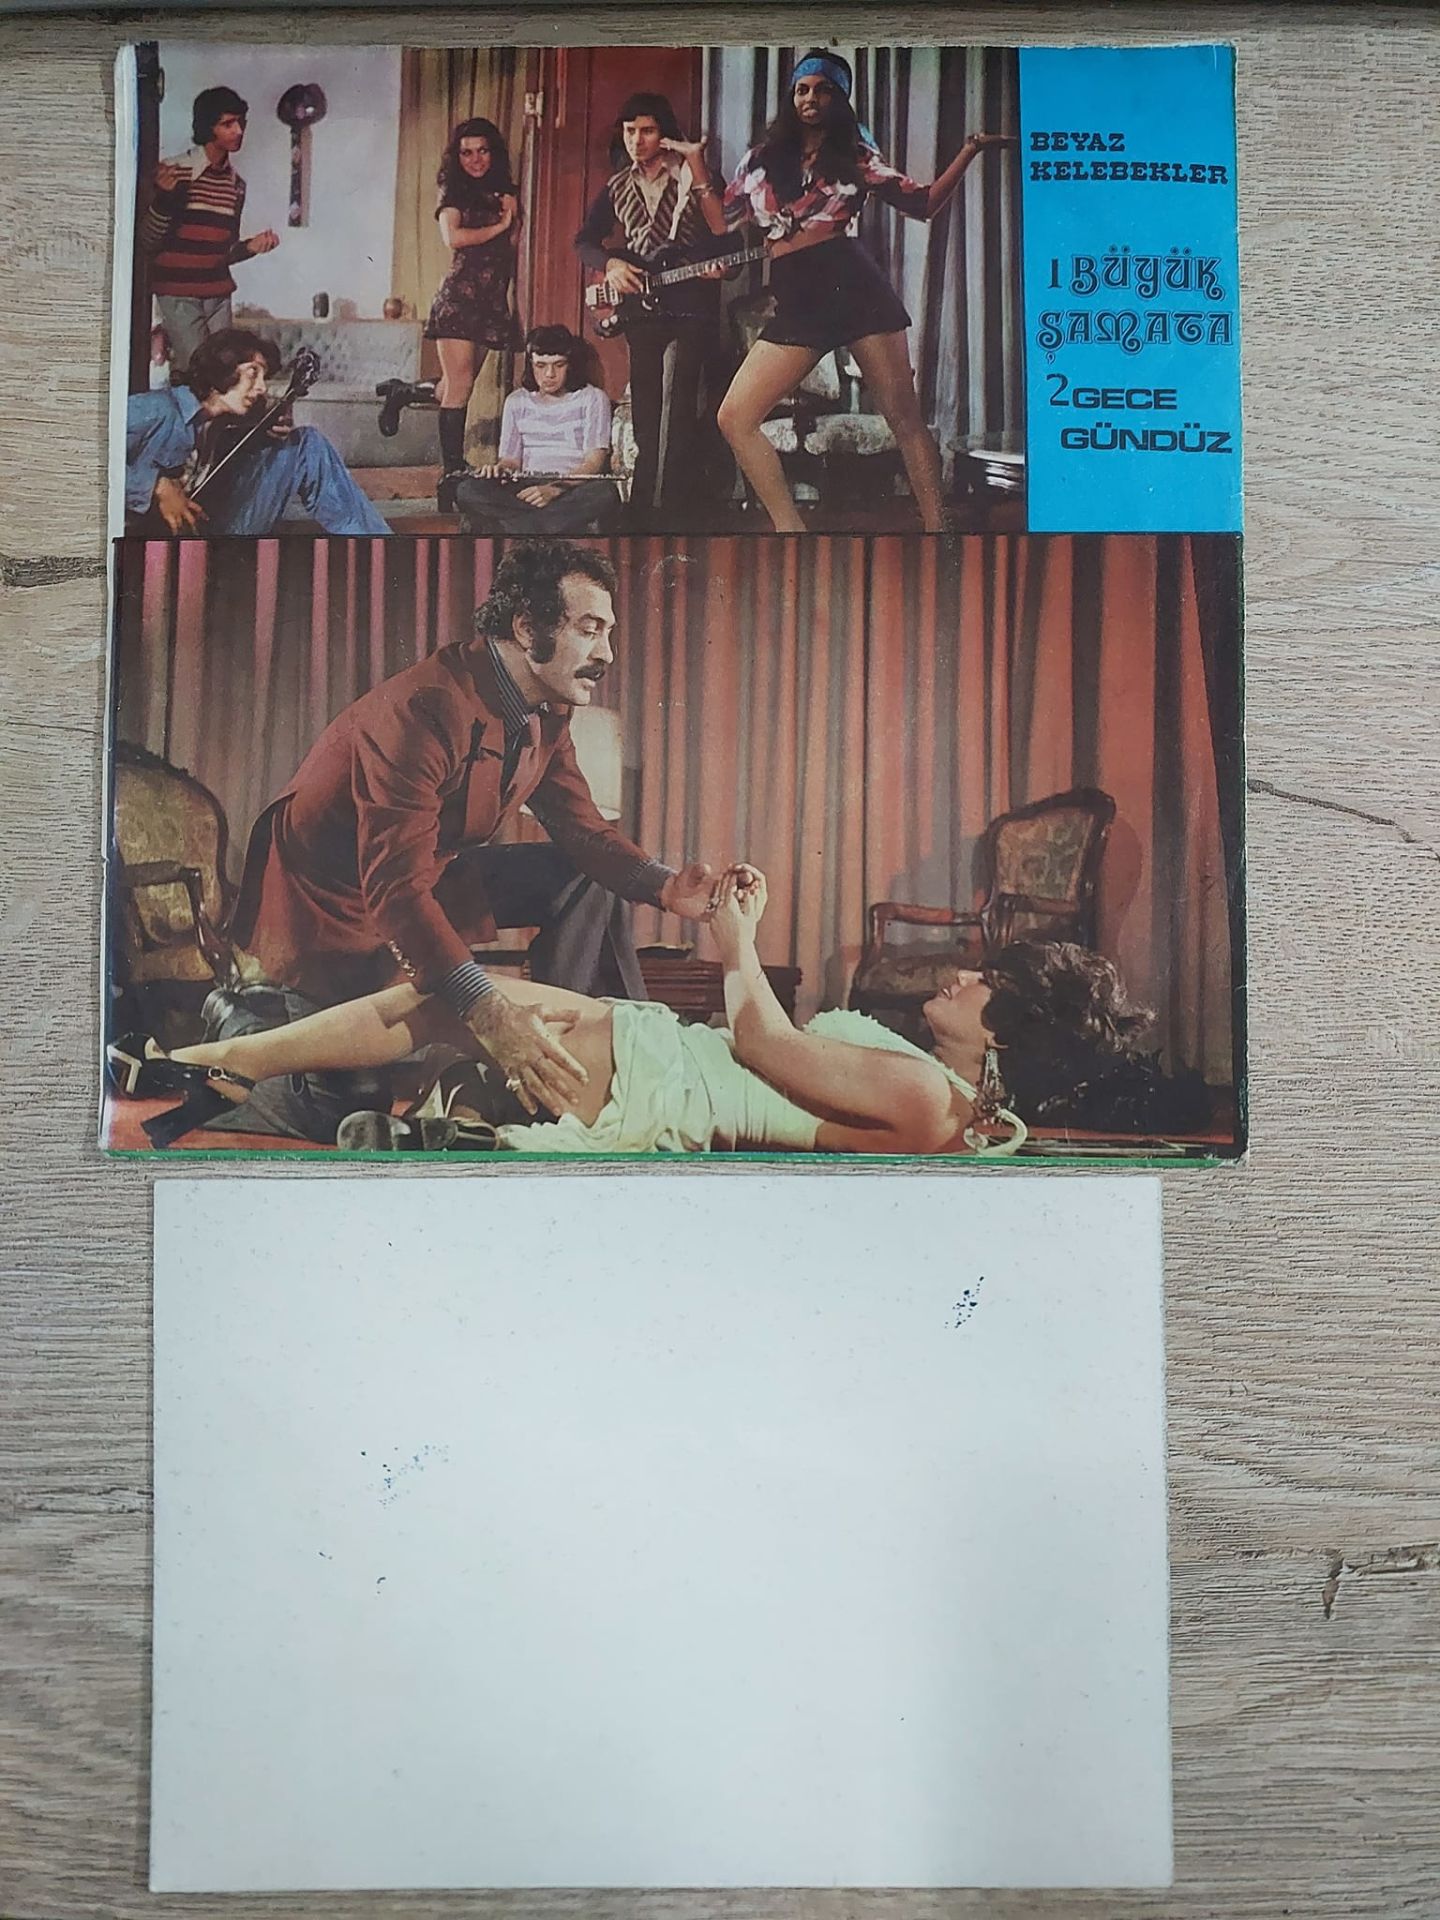 BEYAZ
KELEBEKLER
1 BÜYÜK
ŞAMATA
2 GECE
GÜNDÜZ